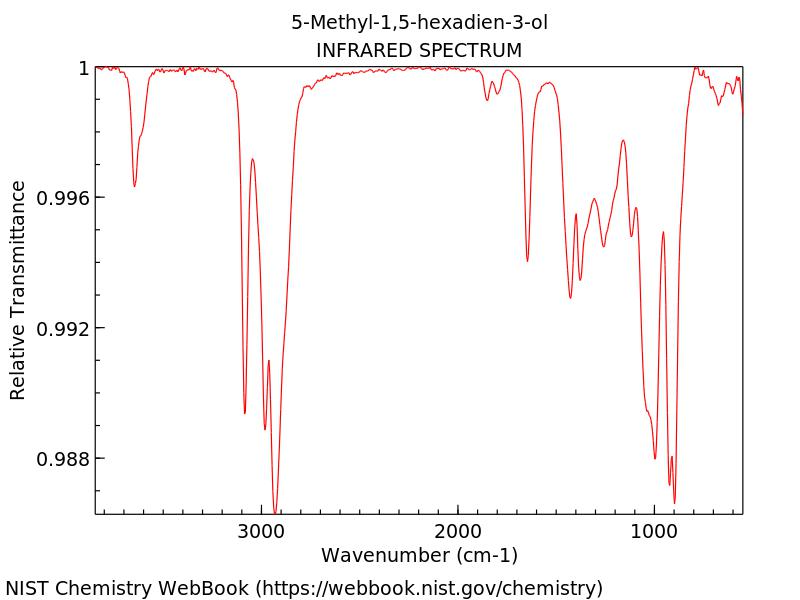 5-Methyl-1,5-hexadien-3-ol
INFRARED SPECTRUM
1
0.996
0.992
0.988
Relative Transmittance
3000 2000 1000
Wavenumber (cm-1)
NIST Chemistry WebBook (https://webbook.nist.gov/chemistry)